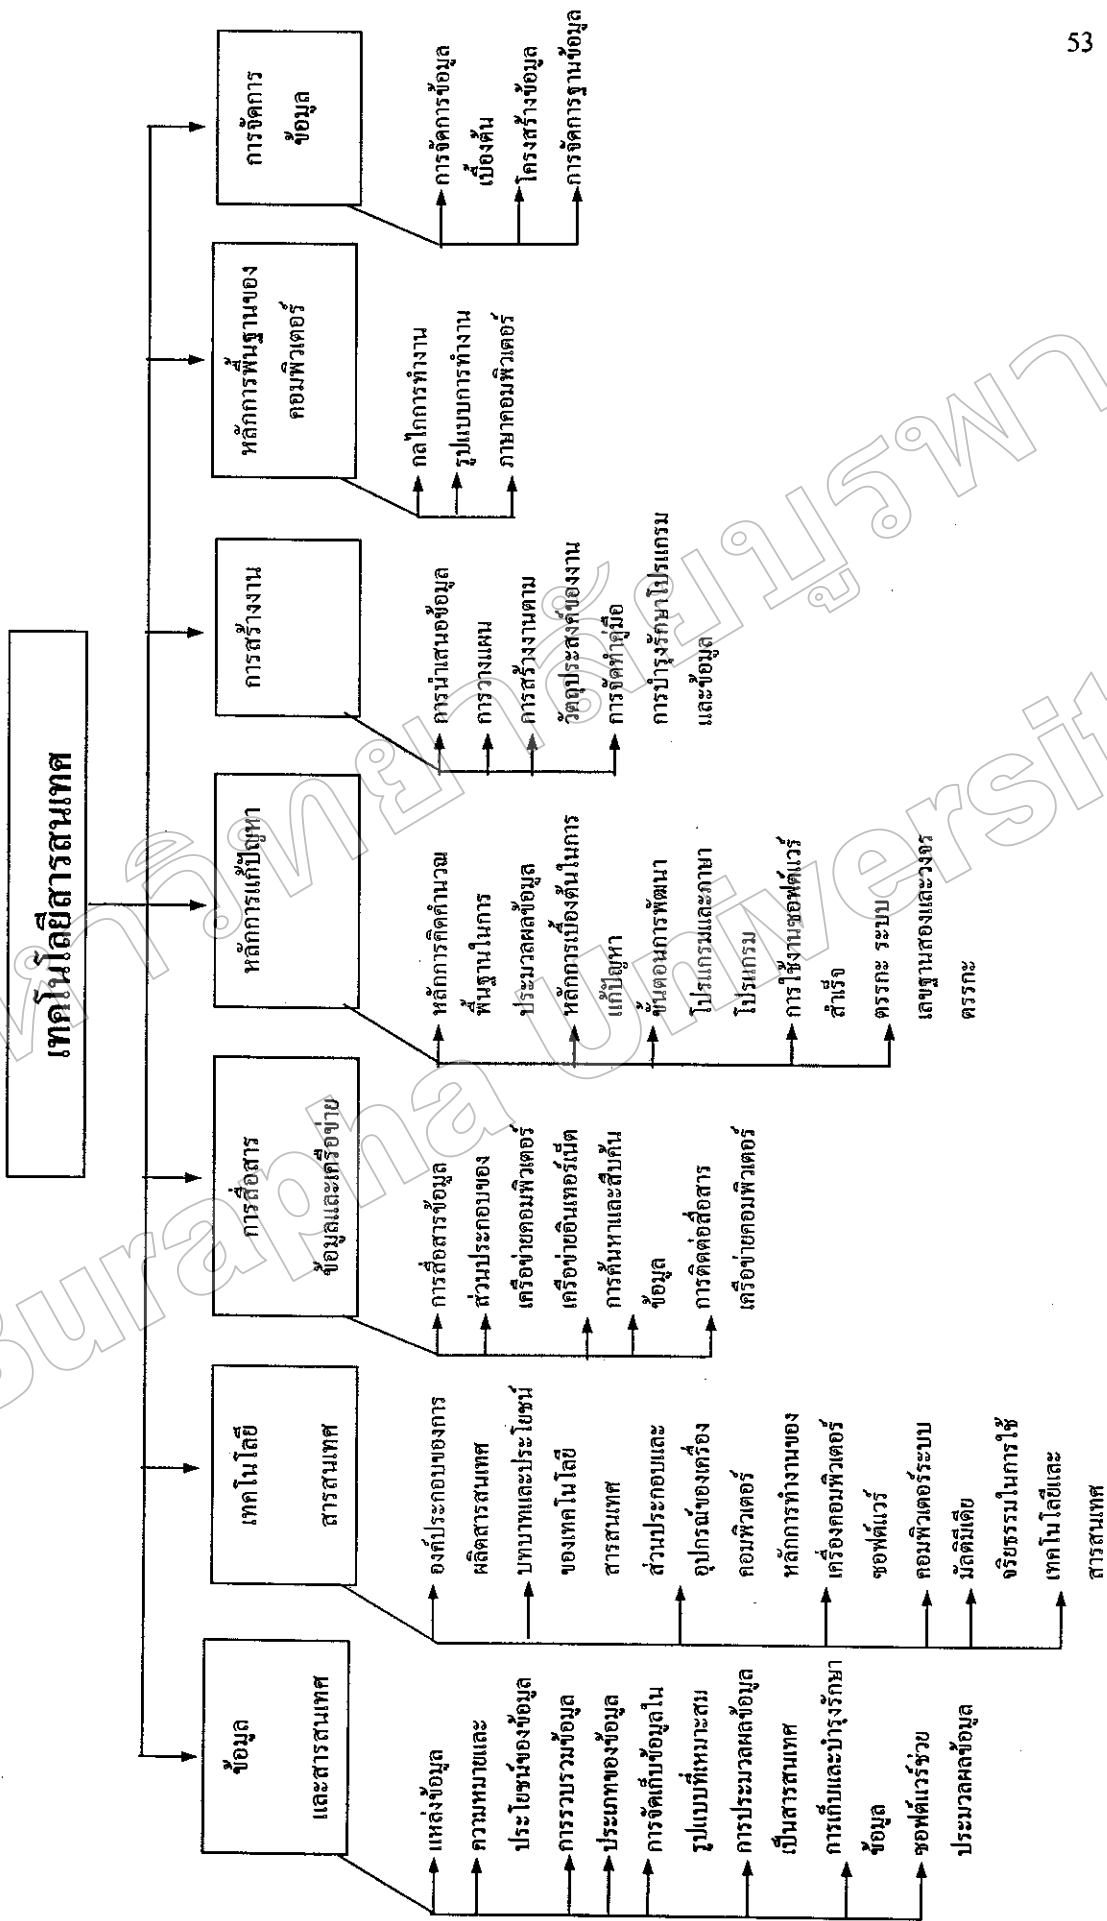 53
เทคโนโลยีสารสนเทศ
ข้อมูล
และสารสนเทศ
แหล่งข้อมูล
ความหมายและ
ประโยชน์ของข้อมูล
การรวบรวมข้อมูล
ประเภทของข้อมูล
การจัดเก็บข้อมูลใน
รูปแบบที่เหมาะสม
การประมวลผลข้อมูล
เป็นสารสนเทศ
การเก็บและบำรุงรักษา
ข้อมูล
ซอฟต์แวร์ช่วย
ประมวลผลข้อมูล
เทคโนโลยี
สารสนเทศ
องค์ประกอบของการ
ผลิตสารสนเทศ
บทบาทและประโยชน์
ของเทคโนโลยี
สารสนเทศ
ส่วนประกอบและ
อุปกรณ์ของเครื่อง
คอมพิวเตอร์
หลักการทำงานของ
เครื่องคอมพิวเตอร์
ซอฟต์แวร์
คอมพิวเตอร์ระบบ
มัลติมีเดีย
จริยธรรมในการใช้
เทคโนโลยีและ
สารสนเทศ
การสื่อสาร
ข้อมูลและเครือข่าย
การสื่อสารข้อมูล
ส่วนประกอบของ
เครือข่ายคอมพิวเตอร์
เครือข่ายอินเทอร์เน็ต
การค้นหาและสืบค้น
ข้อมูล
การติดต่อสื่อสาร
เครือข่ายคอมพิวเตอร์
หลักการแก้ปัญหา
หลักการคิดคำนวณ
พื้นฐานในการ
ประมวลผลข้อมูล
หลักการเบื้องต้นในการ
แก้ปัญหา
ขั้นตอนการพัฒนา
โปรแกรมและภาษา
โปรแกรม
การใช้งานซอฟต์แวร์
สำเร็จ
ตรรกะ ระบบ
เลขฐานสองและวงจร
ตรรกะ
การสร้างงาน
การนำเสนอข้อมูล
การวางแผน
การสร้างงานตาม
วัตถุประสงค์ของงาน
การจัดทำคู่มือ
การบำรุงรักษาโปรแกรม
และข้อมูล
หลักการพื้นฐานของ
คอมพิวเตอร์
กลไกการทำงาน
รูปแบบการทำงาน
ภาษาคอมพิวเตอร์
การจัดการ
ข้อมูล
การจัดการข้อมูล
เบื้องต้น
โครงสร้างข้อมูล
การจัดการฐานข้อมูล
Burapha University